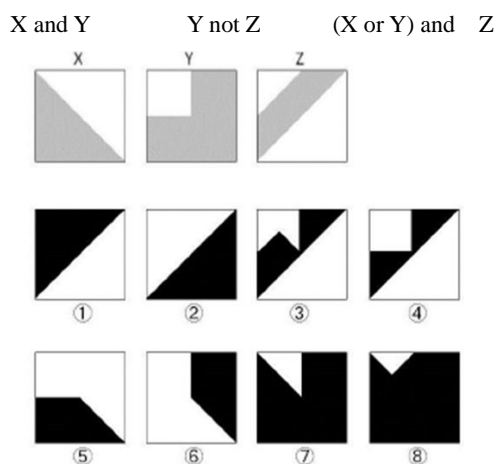 X and Y Y not Z (X or Y) and Z
X Y Z
① ② ③ ④
⑤ ⑥ ⑦ ⑧